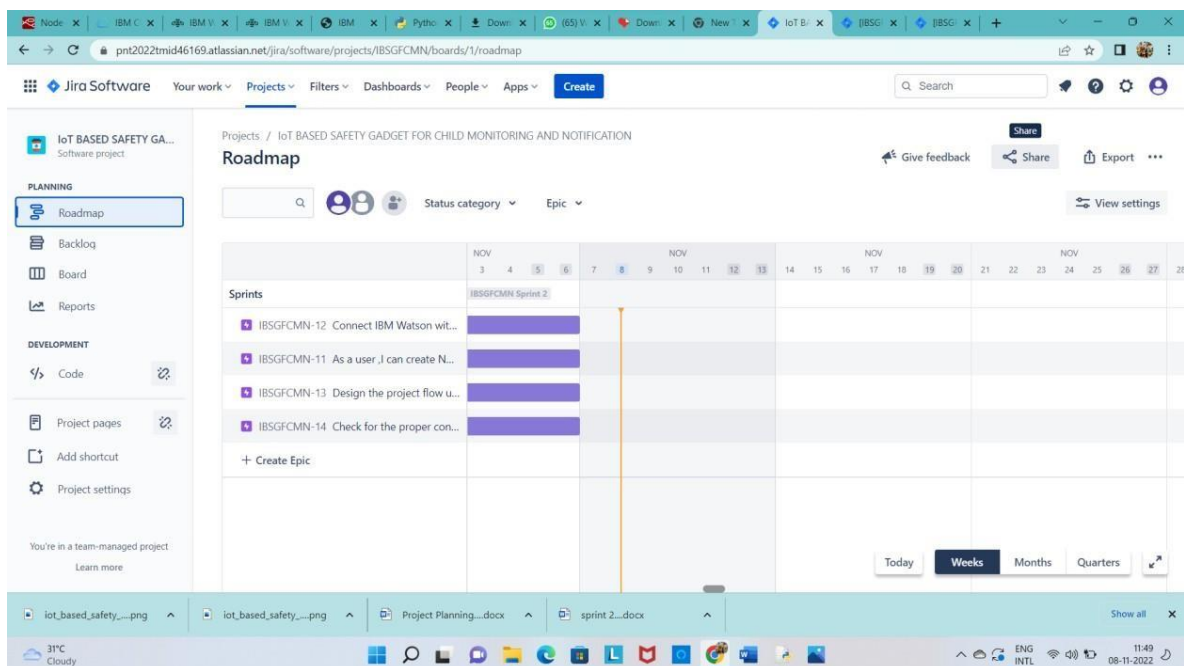 Node
IBM C
IBM W
IBM W
IBM
Pytho
Down
(65) W
Down
New T
IoT BA
[IBSG
[IBSG
pnt2022tmid46169.atlassian.net/jira/software/projects/IBSGFCMN/boards/1/roadmap
Jira Software
Your work
Projects
Filters
Dashboards
People
Apps
Create
Search
IoT BASED SAFETY GA...
Software project
PLANNING
Roadmap
Backlog
Board
Reports
DEVELOPMENT
Code
Project pages
Add shortcut
Project settings
You're in a team-managed project
Learn more
Projects / IoT BASED SAFETY GADGET FOR CHILD MONITORING AND NOTIFICATION
Share
Roadmap
Give feedback
Share
Export
Status category
Epic
View settings
NOV NOV NOV NOV
3 4 5 6 7 8 9 10 11 12 13 14 15 16 17 18 19 20 21 22 23 24 25 26 27 28
Sprints
IBSGFCMN Sprint 2
IBSGFCMN-12 Connect IBM Watson wit...
IBSGFCMN-11 As a user ,I can create N...
IBSGFCMN-13 Design the project flow u...
IBSGFCMN-14 Check for the proper con...
+ Create Epic
Today
Weeks
Months
Quarters
iot_based_safety_....png
iot_based_safety_....png
Project Planning....docx
sprint 2...docx
Show all
31°C
Cloudy
ENG
INTL
11:49
08-11-2022